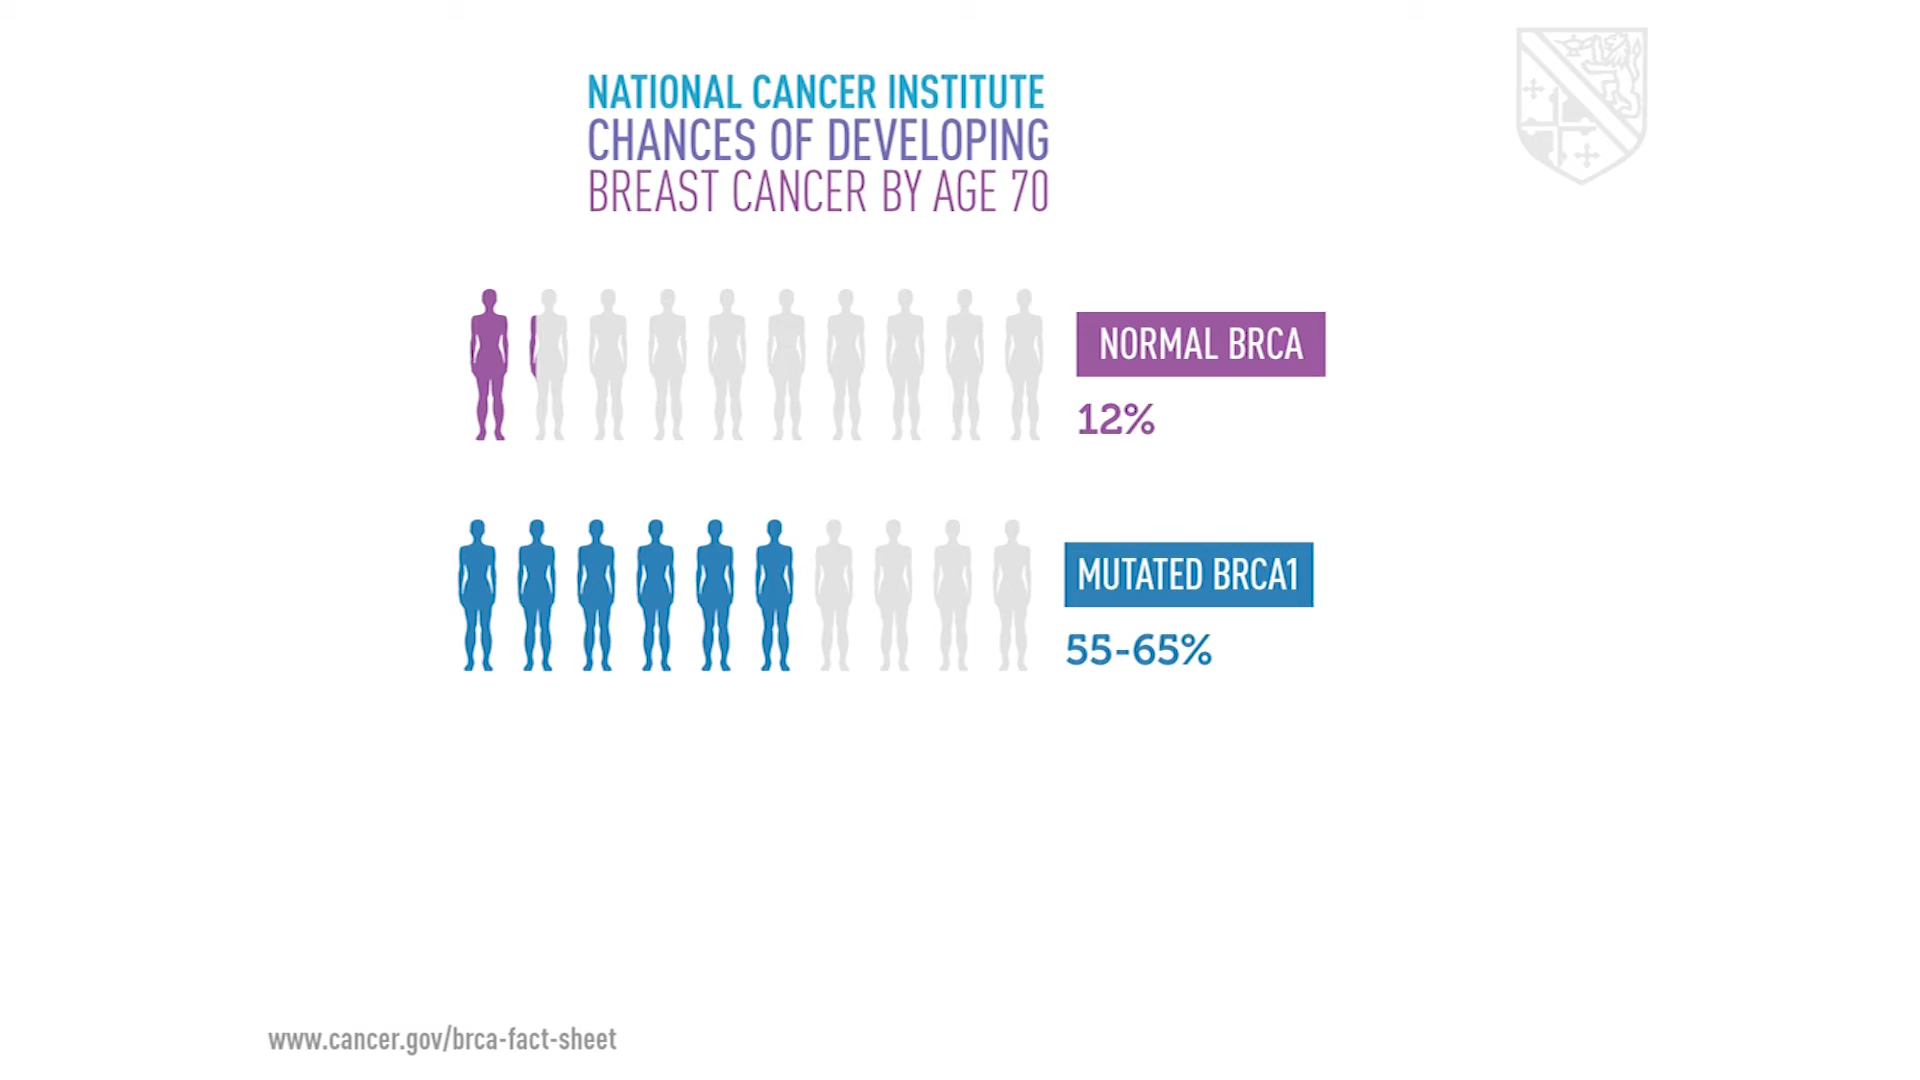 NATIONAL CANCER INSTITUTE
CHANCES OF DEVELOPING
BREAST CANCER BY AGE 70
NORMAL BRCA
12%
MUTATED BRCA1
55-65%
www.cancer.gov/brca-fact-sheet